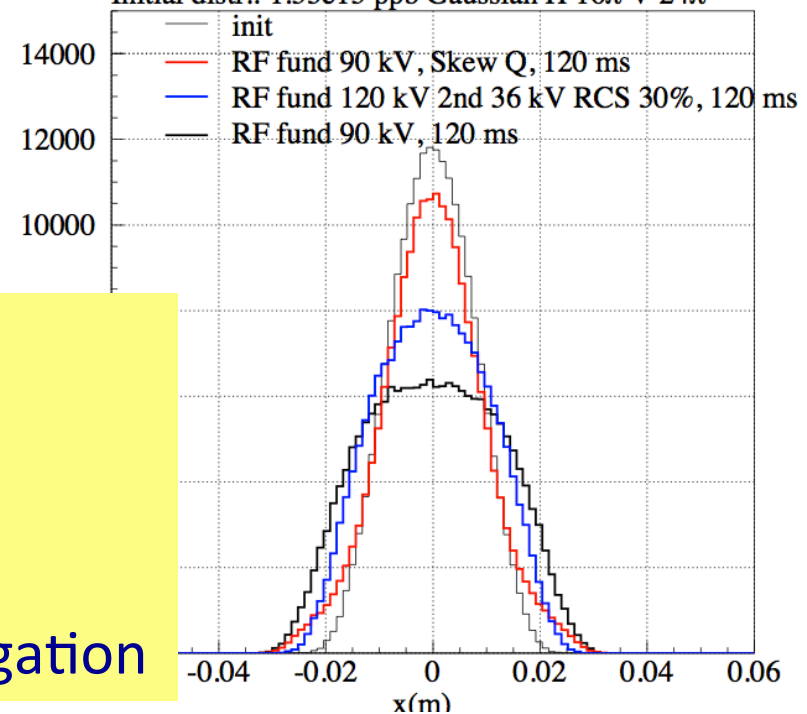 init
14000
RF fund 90 kV, Skew Q, 120 ms
RF fund 120 kV 2nd 36 kV RCS 30%, 120 ms
12000
RF fund 90 kV, 120 ms
10000
gation
-0.04 -0.02 0 0.02 0.04 0.06
x(m)